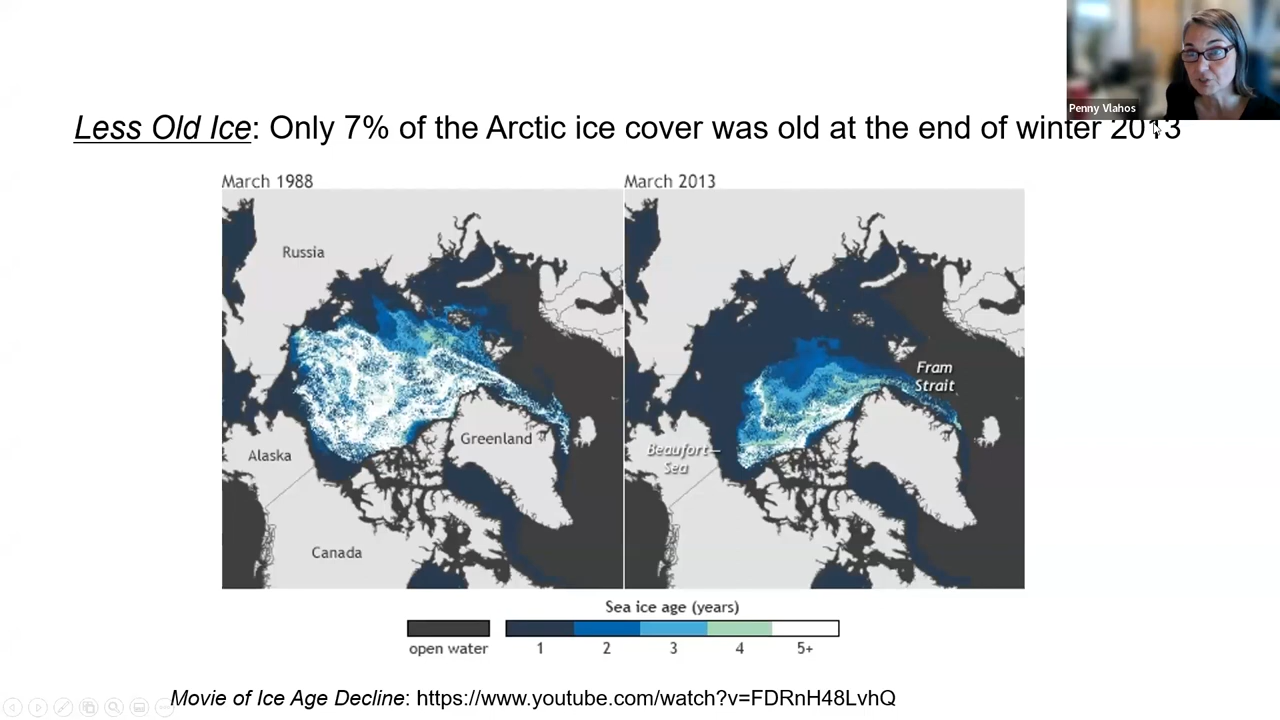 Penny Vlahos
Less Old Ice: Only 7% of the Arctic ice cover was old at the end of winter 2013
March 1988
March 2013
Russia
Greenland
Alaska
Canada
Fram
Strait
Beaufort
Sea
Sea ice age (years)
open water
1
2
3
4
5+
Movie of Ice Age Decline: https://www.youtube.com/watch?v=FDRnH48LvhQ